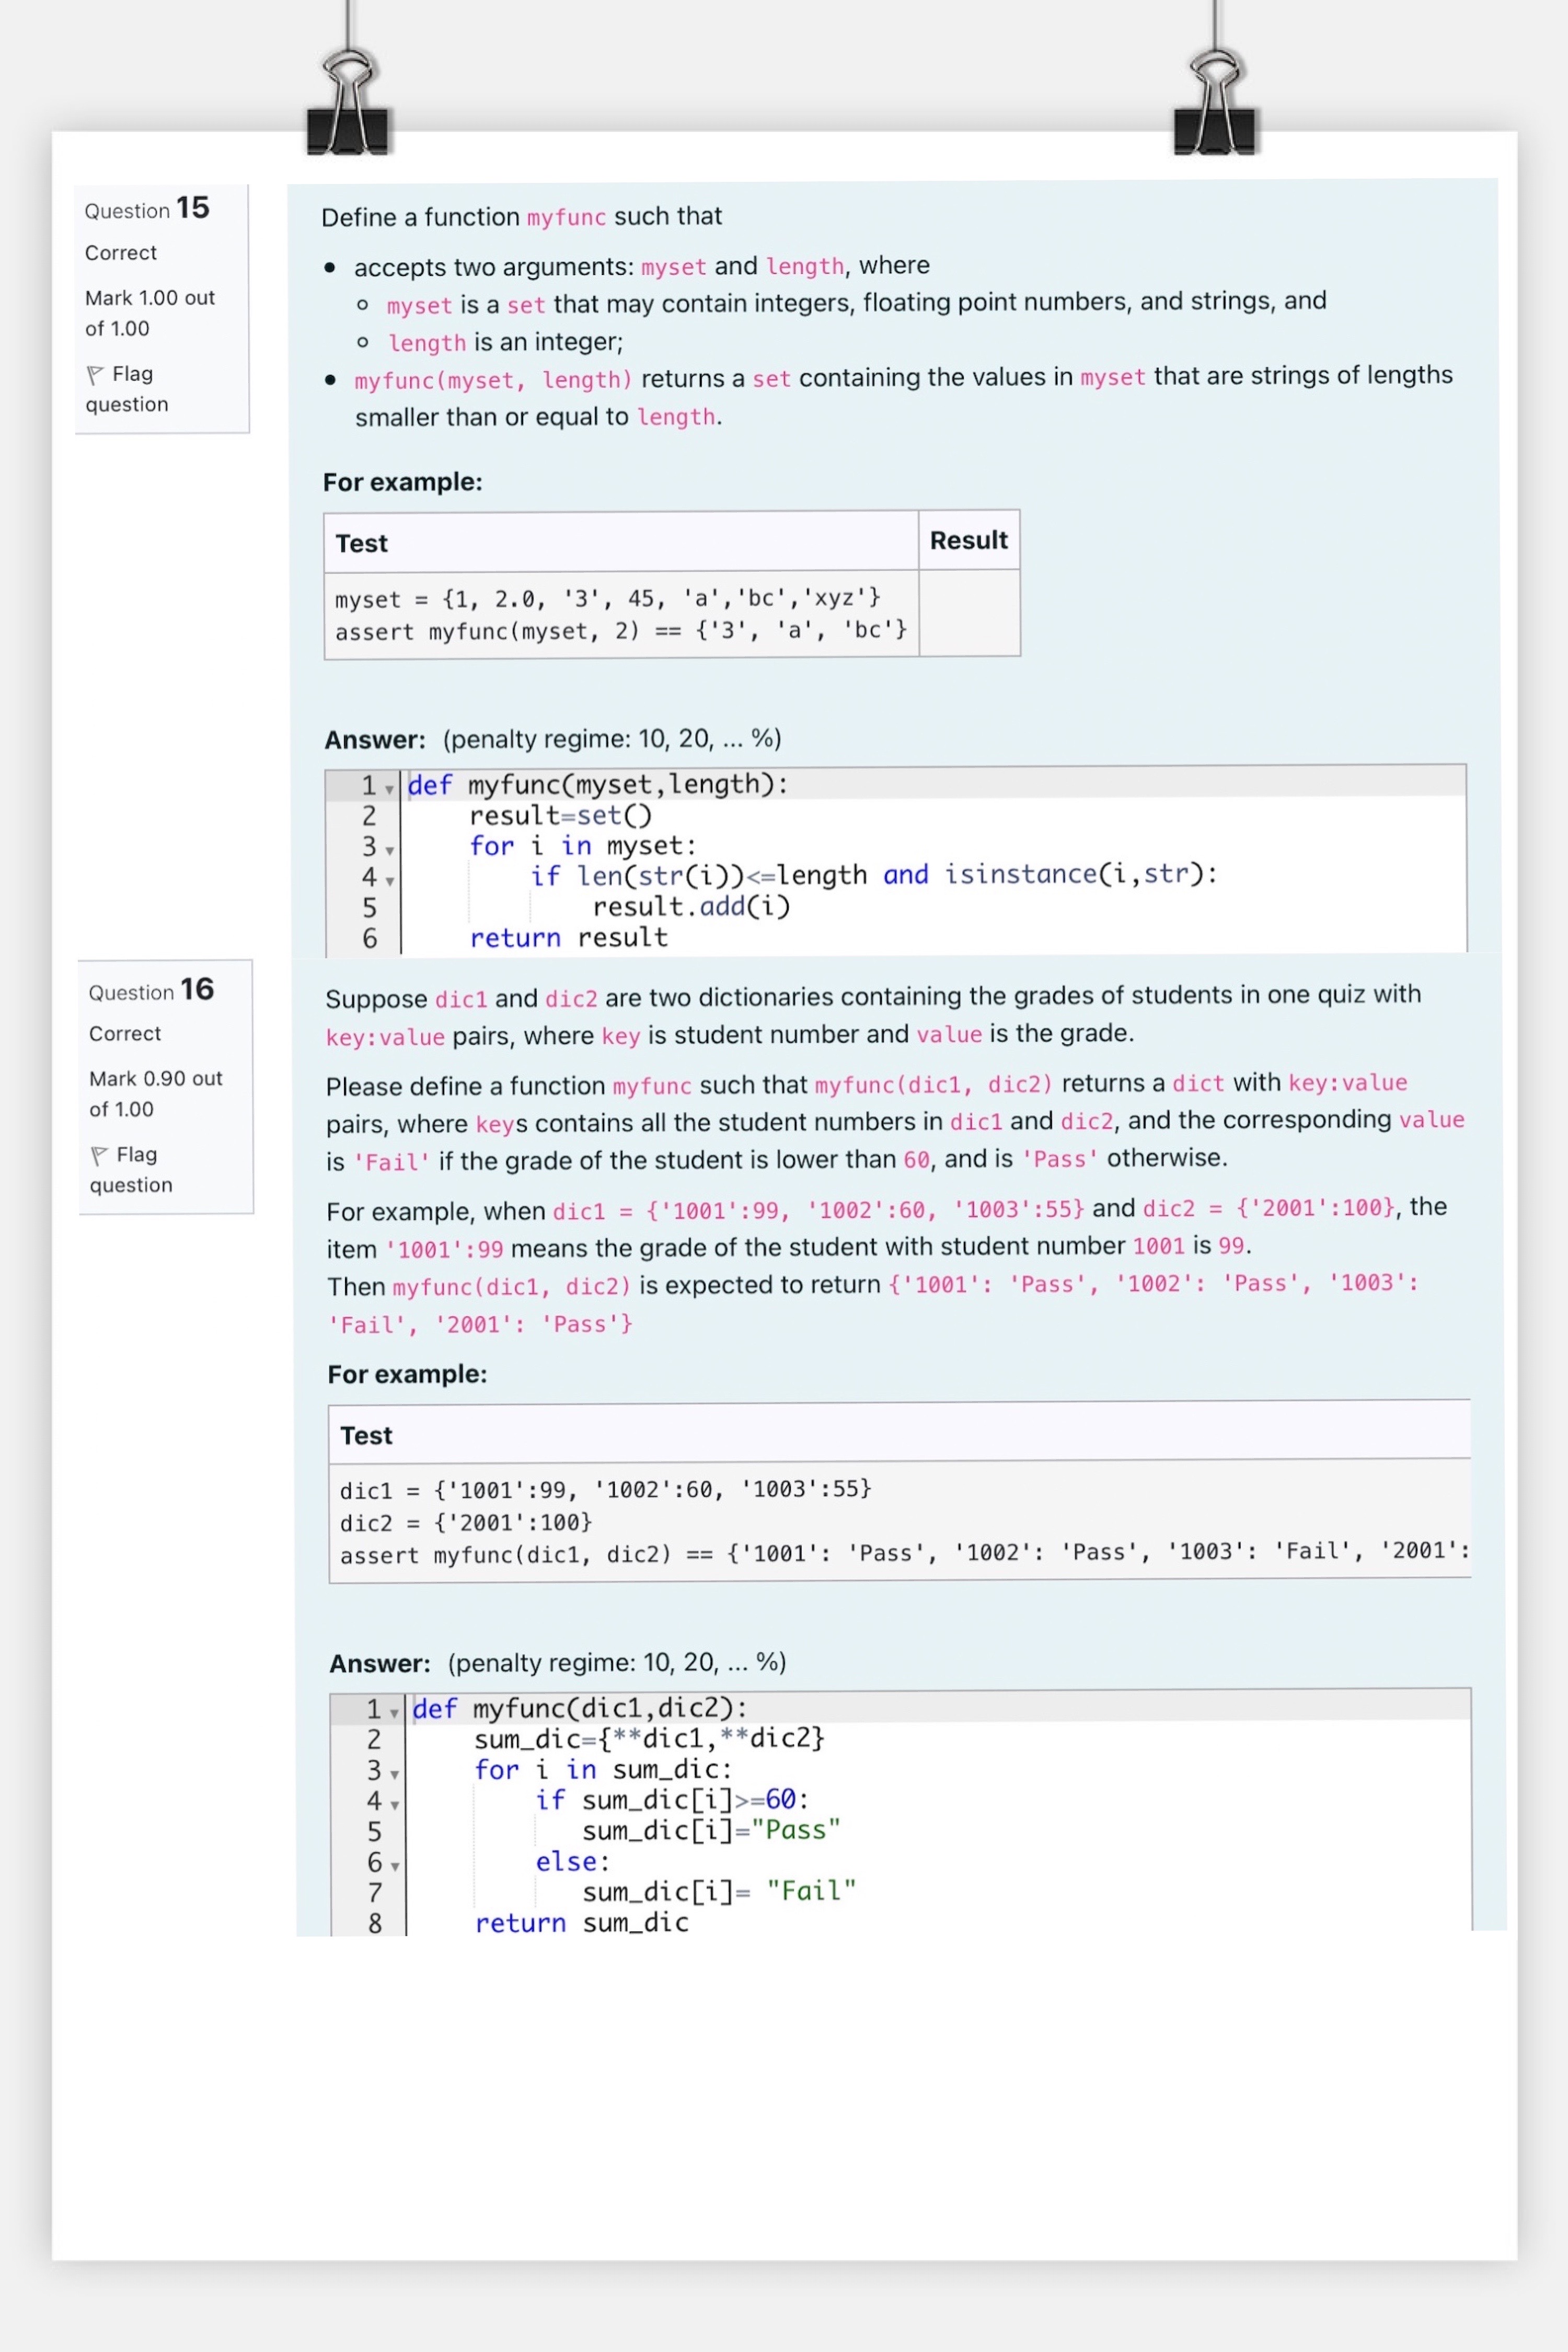 Question 15
Correct
Mark 1.00 out
of 1.00
Flag
question
Define a function myfunc such that
• accepts two arguments: myset and length, where
○ myset is a set that may contain integers, floating point numbers, and strings, and
○ length is an integer;
• myfunc(myset, length) returns a set containing the values in myset that are strings of lengths
smaller than or equal to length.
For example:
Test Result
myset = {1, 2.0, '3', 45, 'a','bc','xyz'}
assert myfunc(myset, 2) == {'3', 'a', 'bc'}
Answer: (penalty regime: 10, 20, ... %)
1 def myfunc(myset,length):
2     result=set()
3     for i in myset:
4         if len(str(i))<=length and isinstance(i,str):
5             result.add(i)
6     return result
Question 16
Correct
Mark 0.90 out
of 1.00
Flag
question
Suppose dic1 and dic2 are two dictionaries containing the grades of students in one quiz with
key:value pairs, where key is student number and value is the grade.
Please define a function myfunc such that myfunc(dic1, dic2) returns a dict with key:value
pairs, where keys contains all the student numbers in dic1 and dic2, and the corresponding value
is 'Fail' if the grade of the student is lower than 60, and is 'Pass' otherwise.
For example, when dic1 = {'1001':99, '1002':60, '1003':55} and dic2 = {'2001':100}, the
item '1001':99 means the grade of the student with student number 1001 is 99.
Then myfunc(dic1, dic2) is expected to return {'1001': 'Pass', '1002': 'Pass', '1003':
'Fail', '2001': 'Pass'}
For example:
Test
dic1 = {'1001':99, '1002':60, '1003':55}
dic2 = {'2001':100}
assert myfunc(dic1, dic2) == {'1001': 'Pass', '1002': 'Pass', '1003': 'Fail', '2001':
Answer: (penalty regime: 10, 20, ... %)
1 def myfunc(dic1,dic2):
2     sum_dic={**dic1,**dic2}
3     for i in sum_dic:
4         if sum_dic[i]>=60:
5            sum_dic[i]="Pass"
6         else:
7            sum_dic[i]= "Fail"
8     return sum_dic